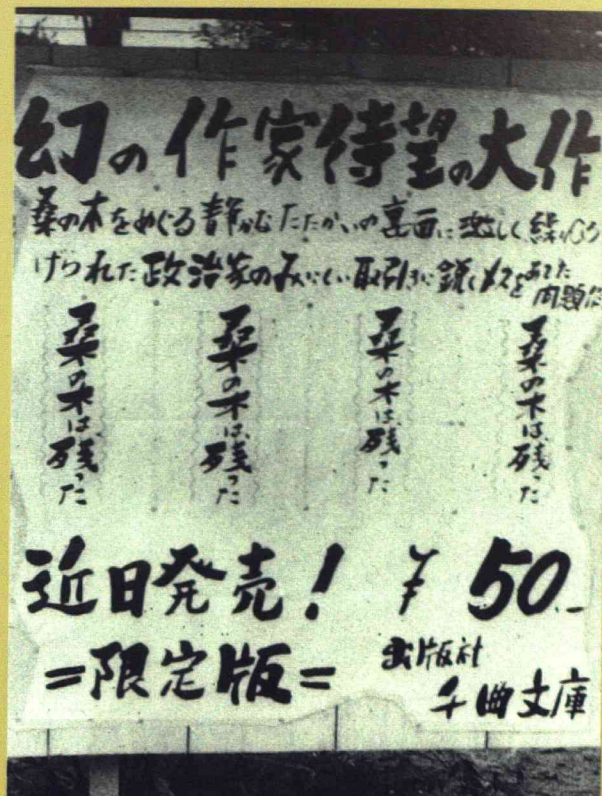 幻の作家待望の大作
桑の木をめぐる静かなたたかいの裏面に激しく繰りひろ
げられた政治家のみにくい取引きに鋭くメスをあてた
問題作
桑の木は残った
桑の木は残った
桑の木は残った
桑の木は残った
近日発売! ¥50.-
=限定版=
出版社
千曲文庫